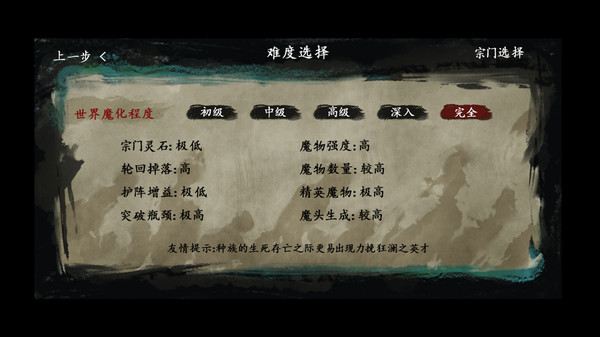 上一步 < 难度选择 宗门选择
世界魔化程度 初级 中级 高级 深入 完全
宗门灵石:极低 魔物强度:高
轮回掉落:高 魔物数量:较高
护阵增益:极低 精英魔物:极高
突破瓶颈:极高 魔头生成:较高
友情提示:种族的生死存亡之际更易出现力挽狂澜之英才